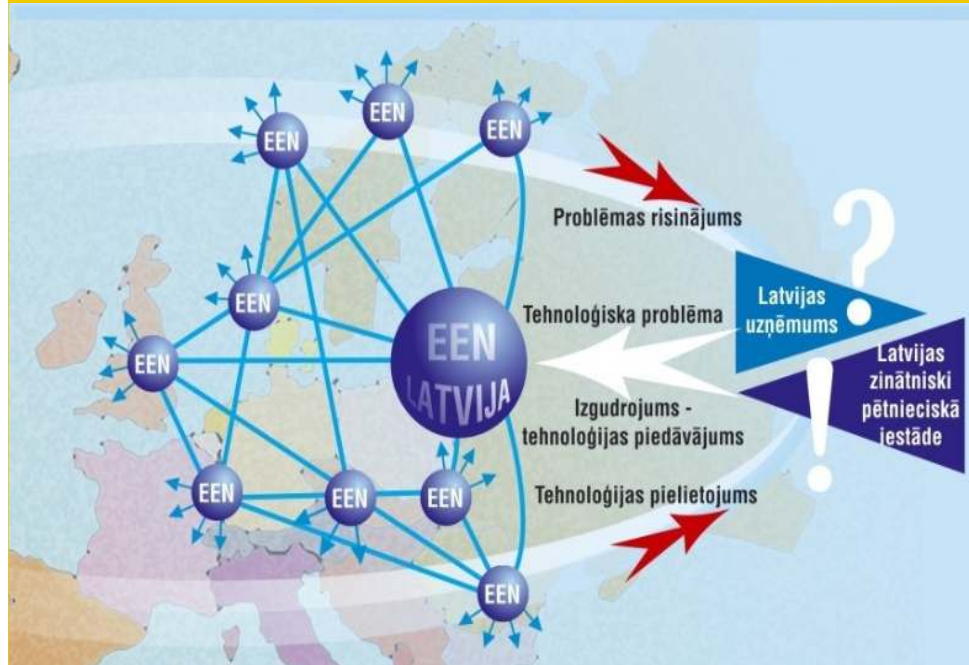 EEN
EEN
EEN
Problēmas risinājums
EEN
Latvijas
uzņēmums
?
Tehnoloģiska problēma
EEN
LATVIJA
EEN
Latvijas
zinātniski
pētnieciskā
iestāde
!
Izgudrojums -
tehnoloģijas piedāvājums
EEN
EEN
EEN
Tehnoloģijas pielietojums
EEN